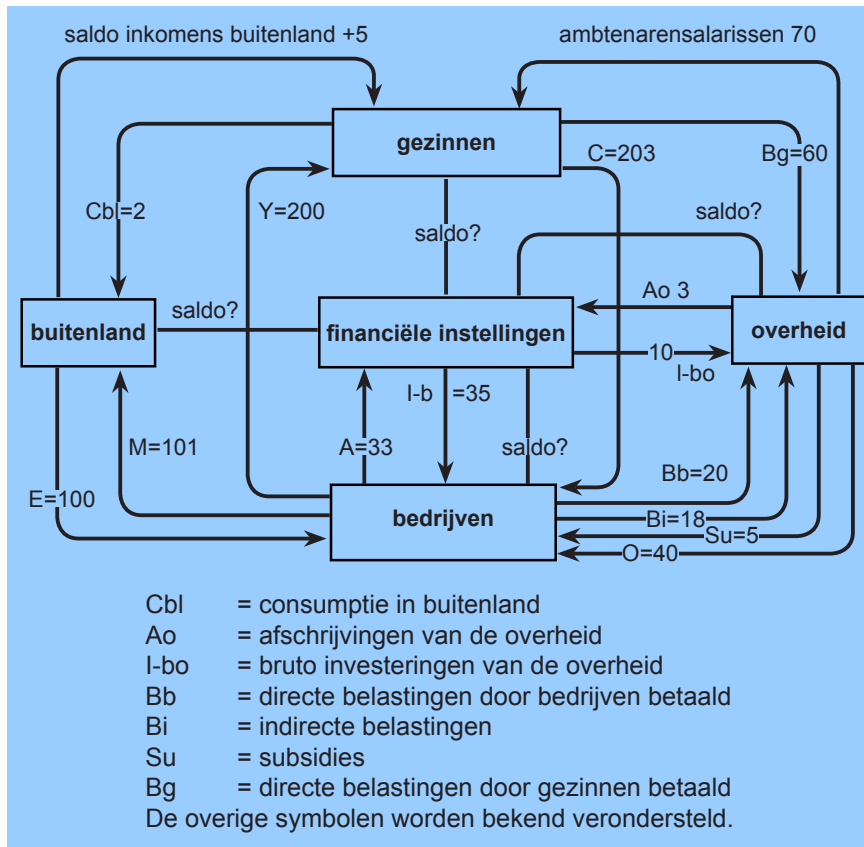 saldo inkomens buitenland +5
ambtenarensalarissen 70
gezinnen
C=203
Bg=60
Cbl=2
Y=200
saldo?
saldo?
saldo?
Ao 3
buitenland
financiële instellingen
overheid
10
I-bo
I-b =35
M=101
A=33
saldo?
Bb=20
E=100
bedrijven
Bi=18
Su=5
O=40
Cbl = consumptie in buitenland
Ao = afschrijvingen van de overheid
I-bo = bruto investeringen van de overheid
Bb = directe belastingen door bedrijven betaald
Bi = indirecte belastingen
Su = subsidies
Bg = directe belastingen door gezinnen betaald
De overige symbolen worden bekend verondersteld.